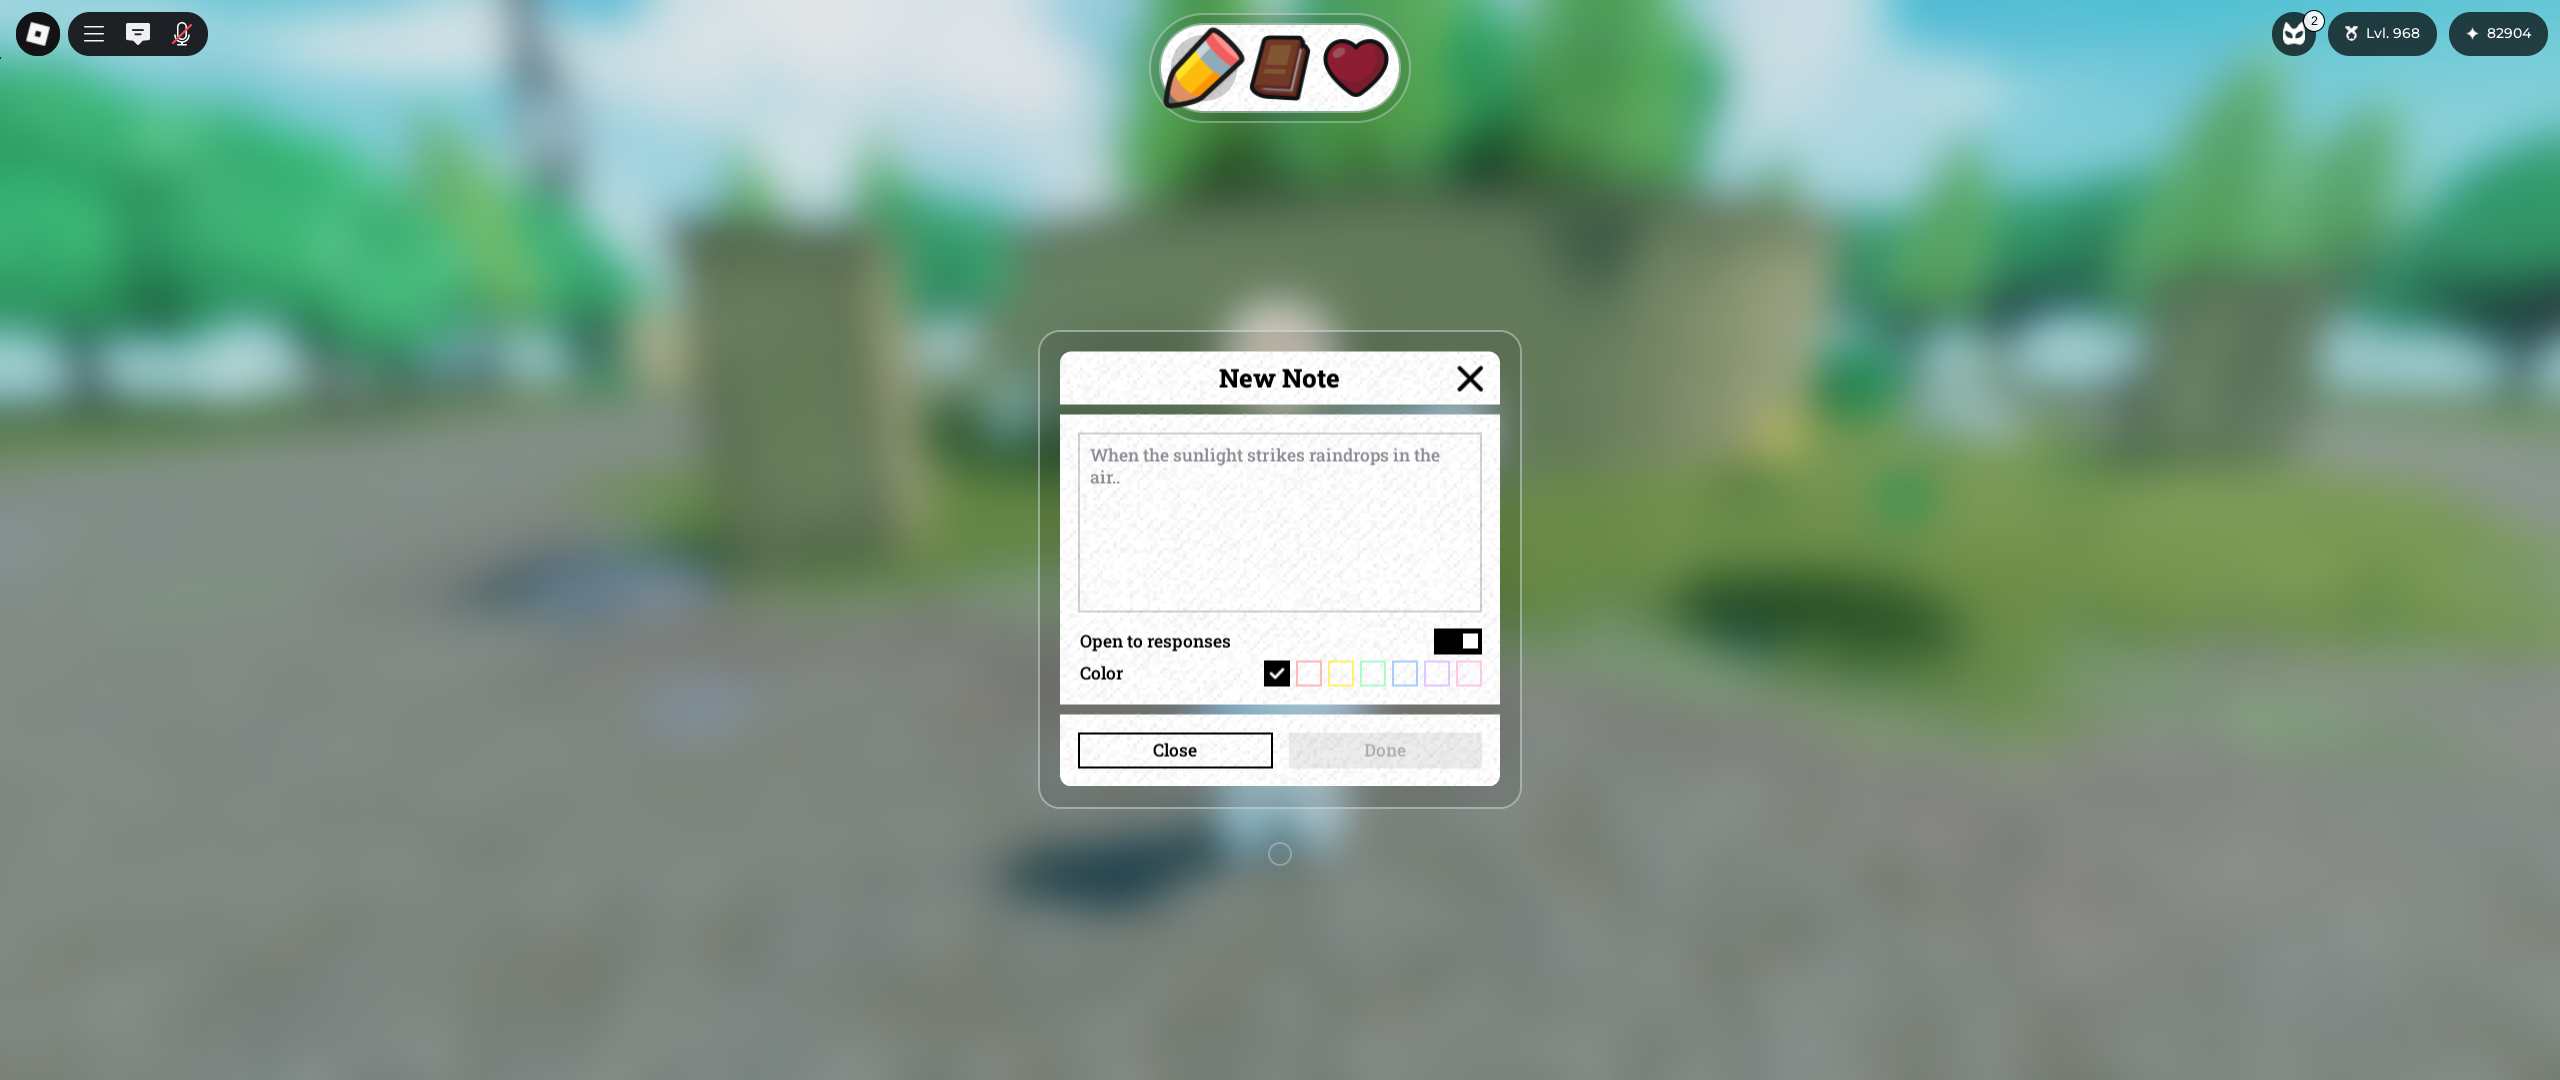 2
Lvl. 968
82904
New Note
When the sunlight strikes raindrops in the
air..
Open to responses
Color
Close
Done